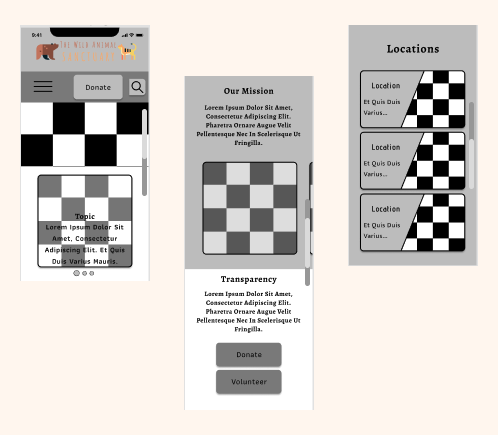 9:41
The Wild Animal
Donate
Topic
Lorem Ipsum Dolor Sit
Amet, Consectetur
Adipiscing Elit. Et Quis
Duis Varius Mauris.
Our Mission
Lorem Ipsum Dolor Sit Amet,
Consectetur Adipiscing Elit.
Pharetra Ornare Augue Velit
Pellentesque Nec In Scelerisque Ut
Fringilla.
Transparency
Lorem Ipsum Dolor Sit Amet,
Consectetur Adipiscing Elit.
Pharetra Ornare Augue Velit
Pellentesque Nec In Scelerisque Ut
Fringilla.
Donate
Volunteer
Locations
Location
Et Quis Duis
Varius...
Location
Et Quis Duis
Varius...
Location
Et Quis Duis
Varius...